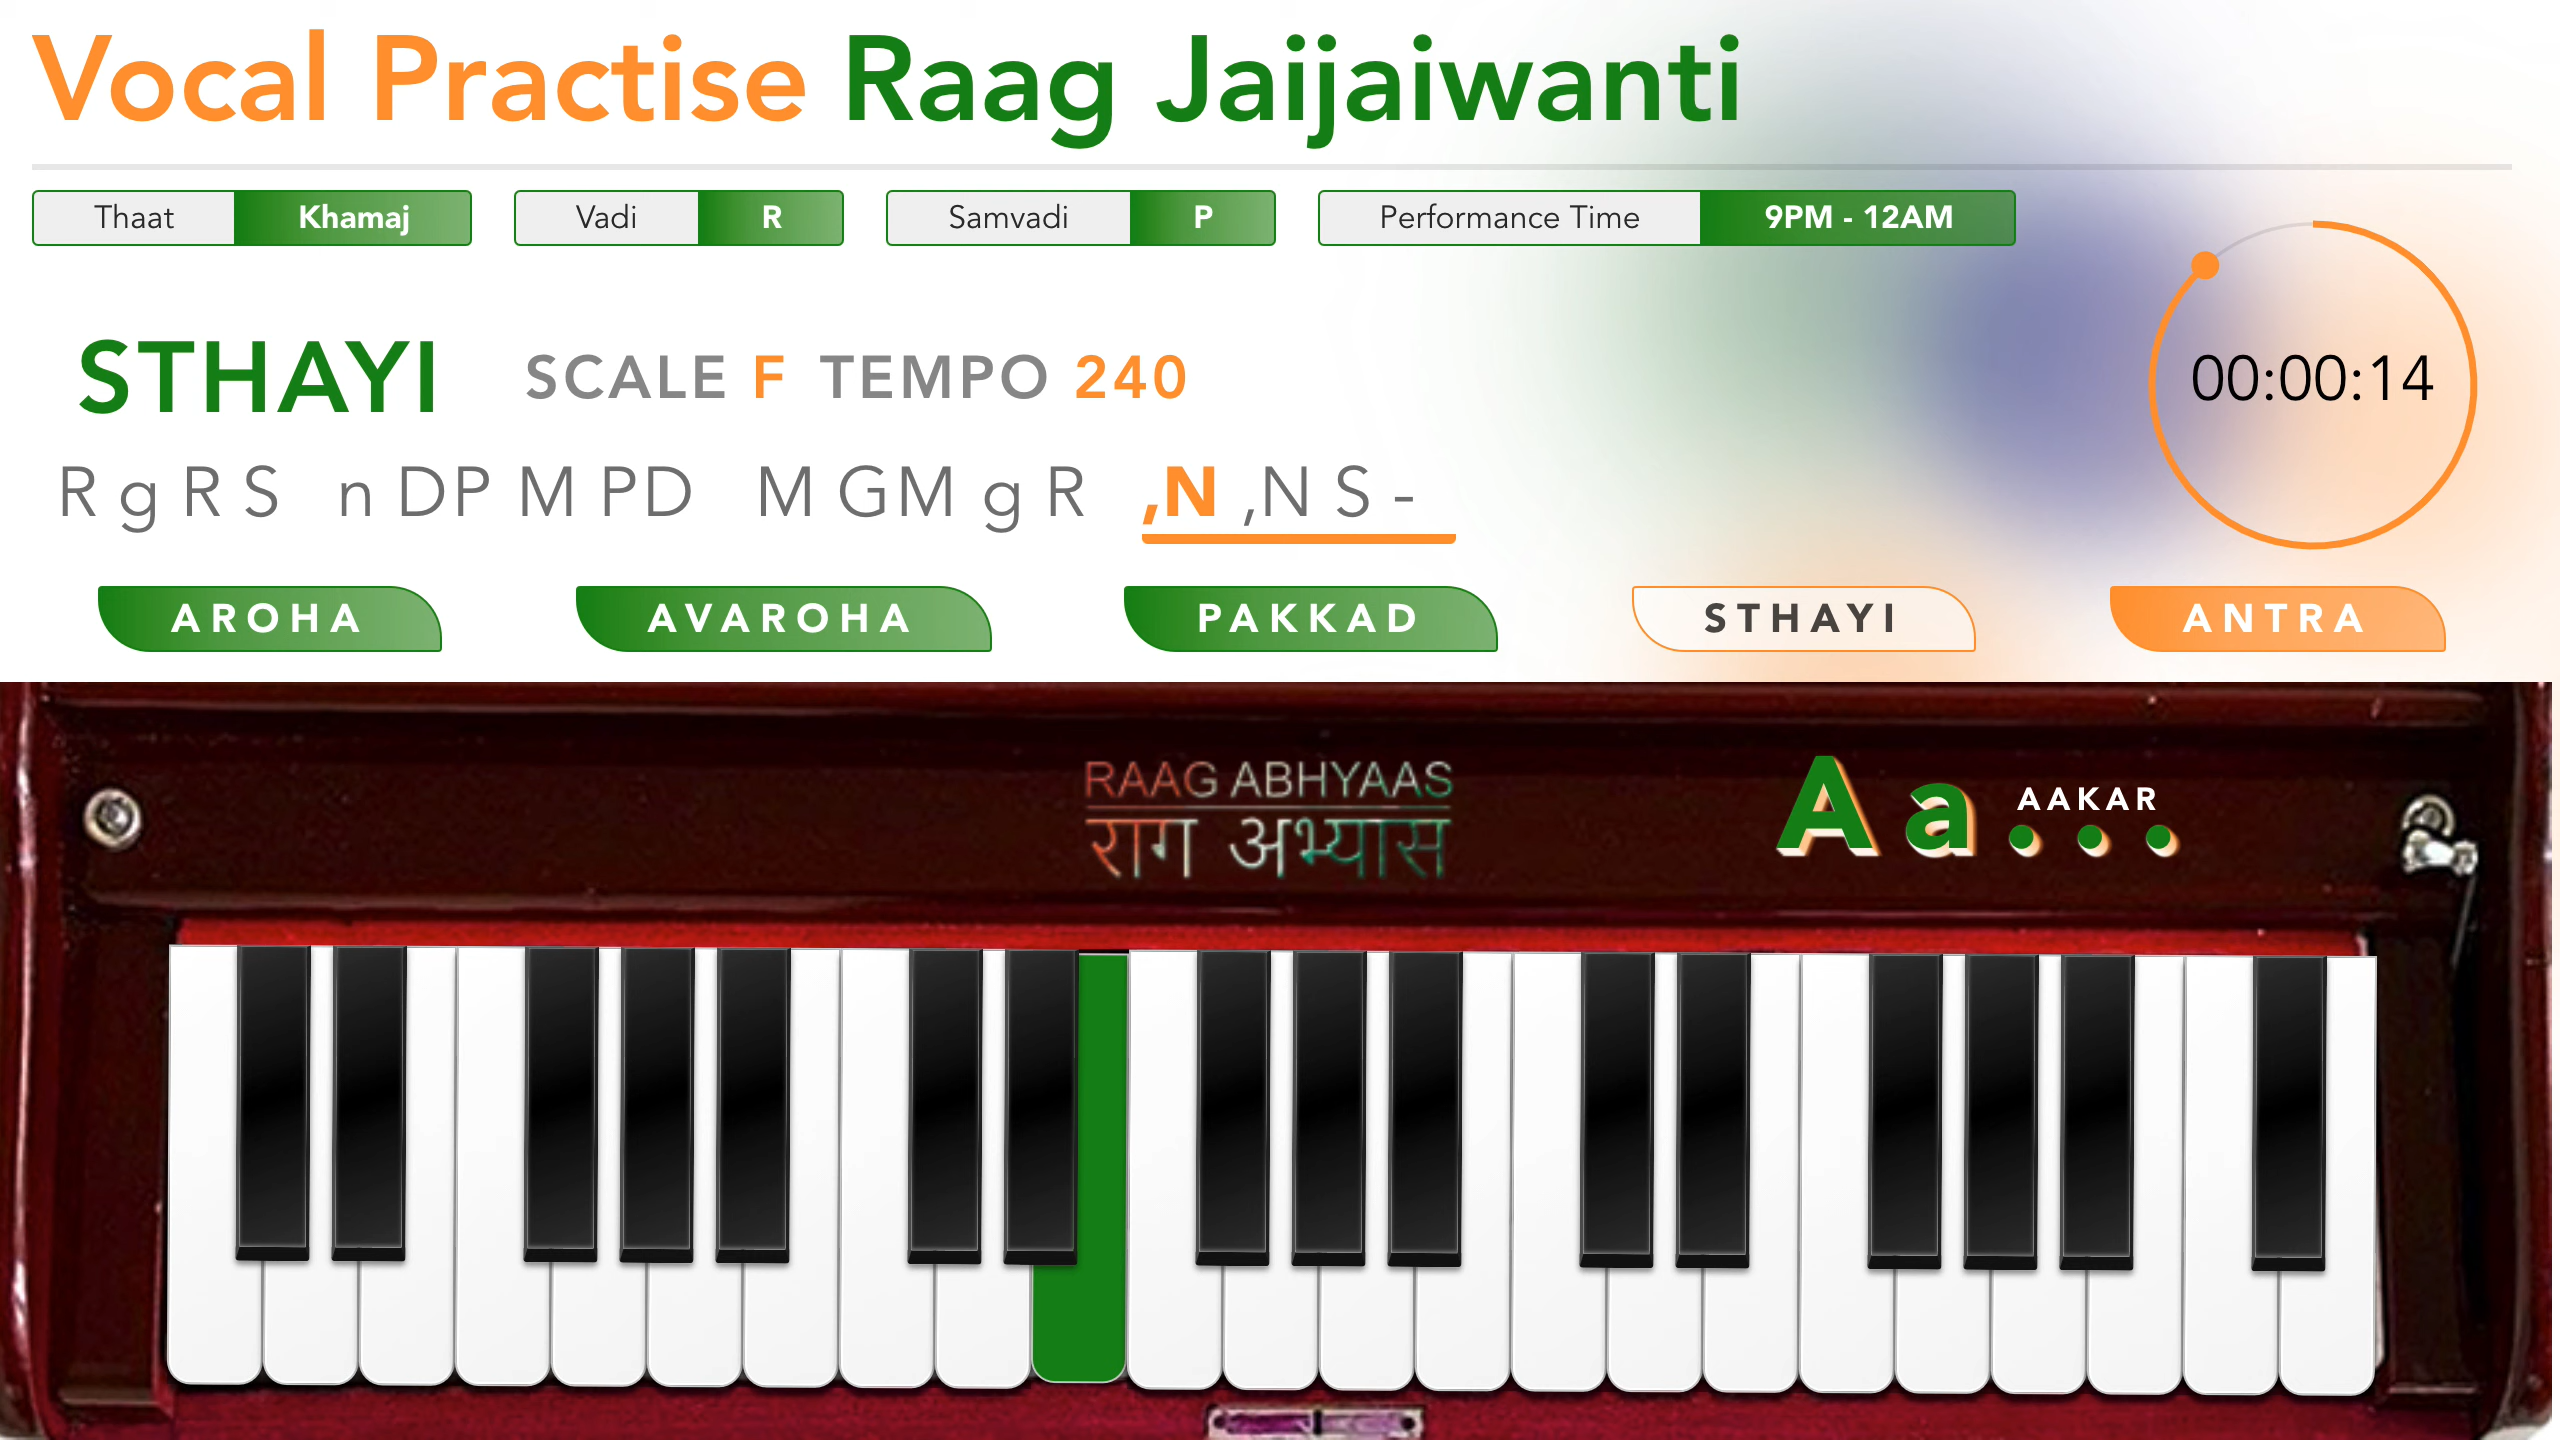 Vocal Practise Raag Jaijaiwanti
Thaat Khamaj Vadi R Samvadi P Performance Time 9PM - 12AM
STHAYI SCALE F TEMPO 240
00:00:14
R g R S n DP M PD M GM g R ,N ,N S -
AROHA AVAROHA PAKKAD STHAYI ANTRA
RAAG ABHYAAS
राग अभ्यास
Aa... AAKAR